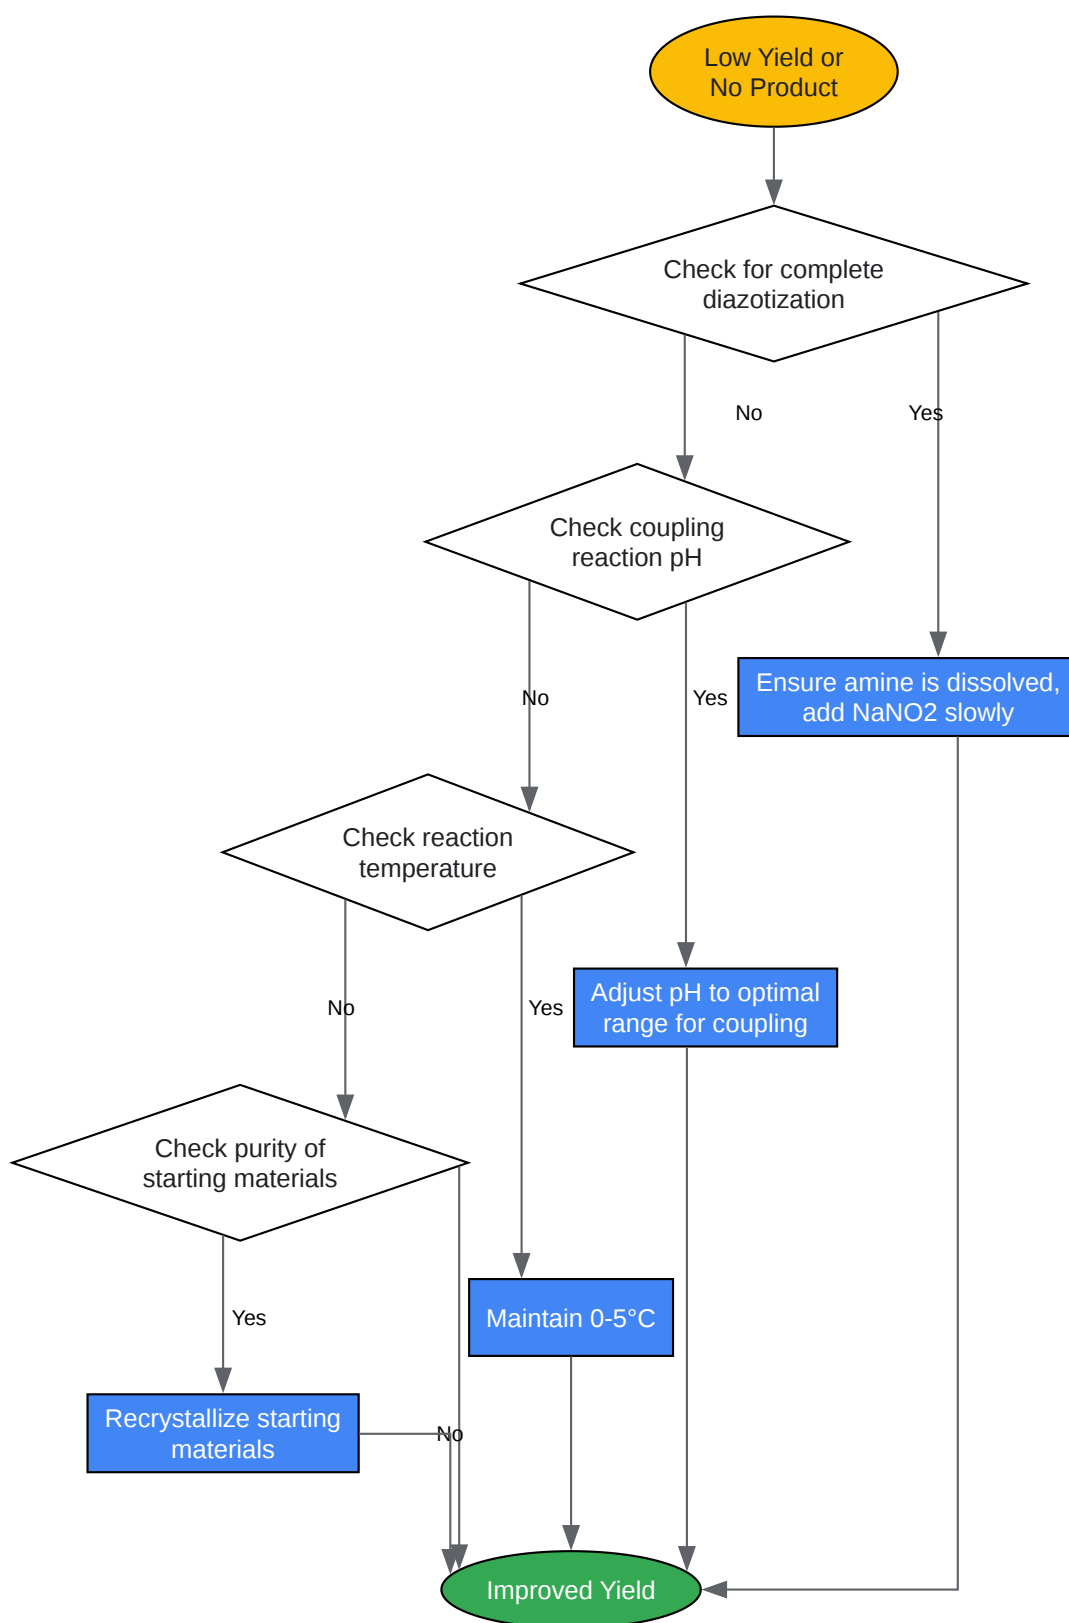 Low Yield or
No Product
Check for complete
diazotization
No
Yes
Check coupling
reaction pH
No
Yes
Ensure amine is dissolved,
add NaNO2 slowly
Check reaction
temperature
No
Yes
Adjust pH to optimal
range for coupling
Check purity of
starting materials
Yes
Maintain 0-5°C
Recrystallize starting
materials
No
Improved Yield